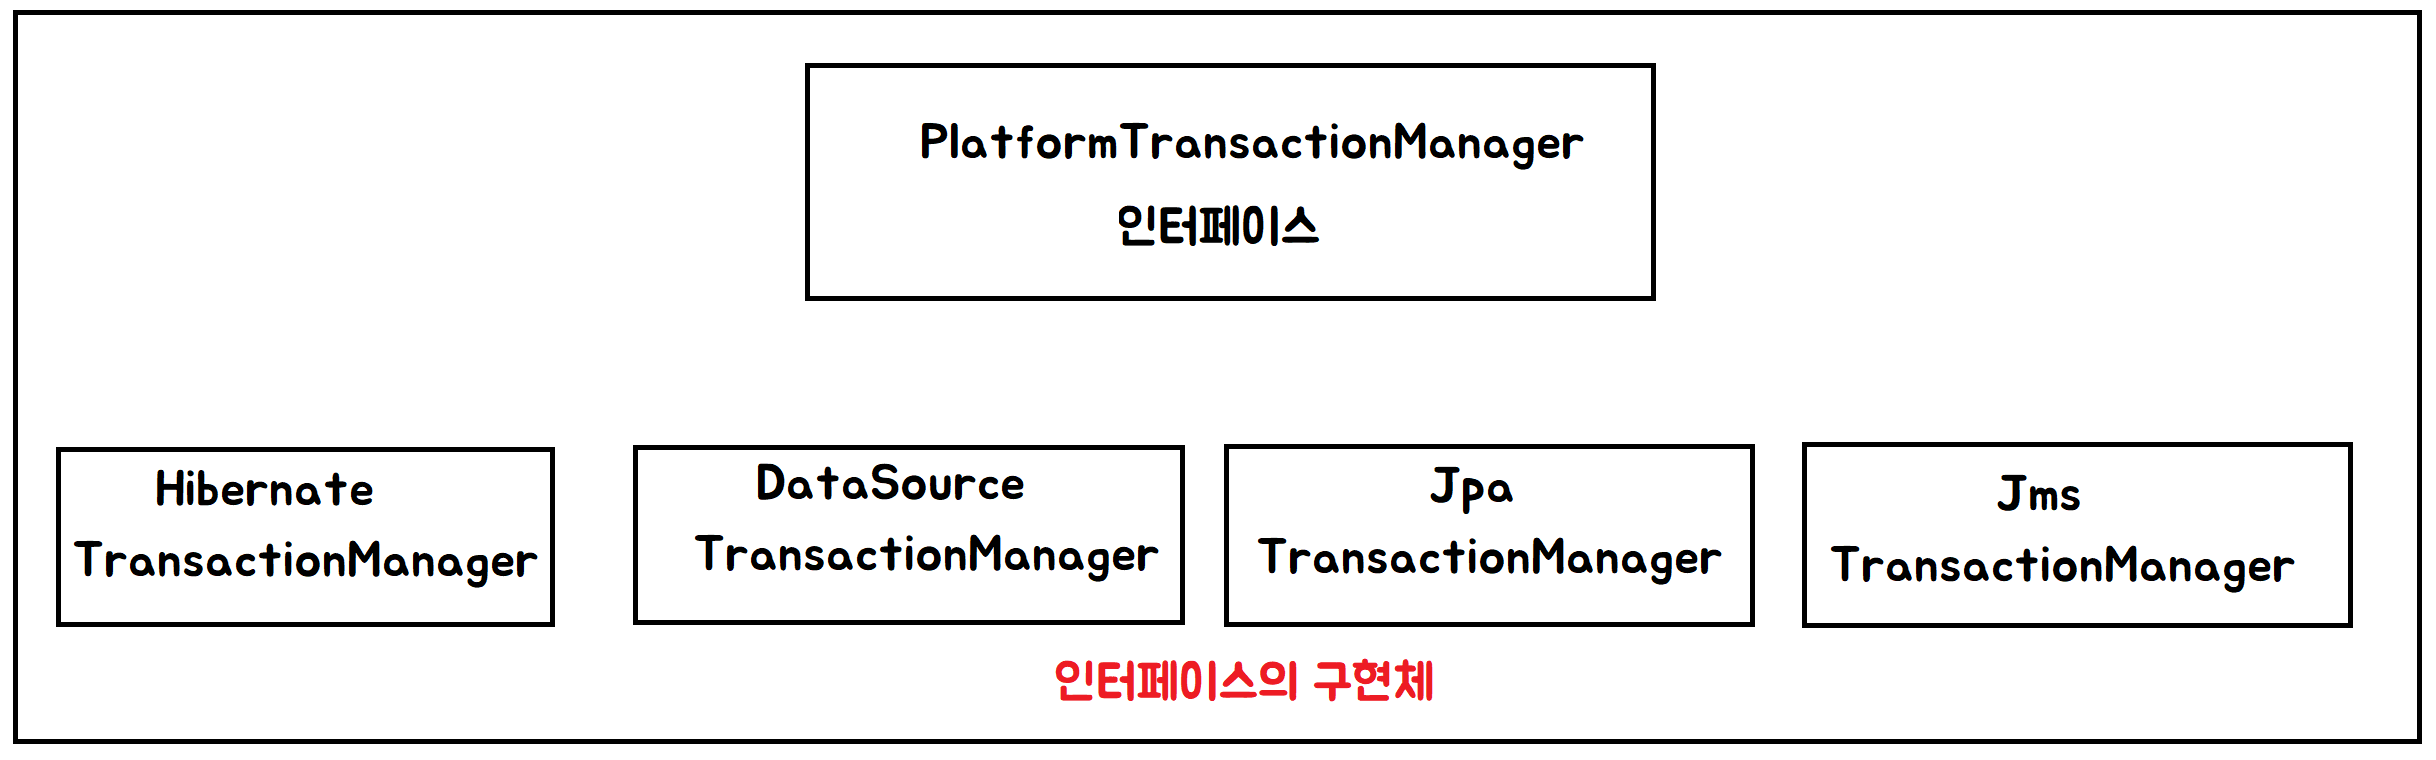 PlatformTransactionManager
인터페이스
Hibernate
TransactionManager
DataSource
TransactionManager
Jpa
TransactionManager
Jms
TransactionManager
인터페이스의 구현체